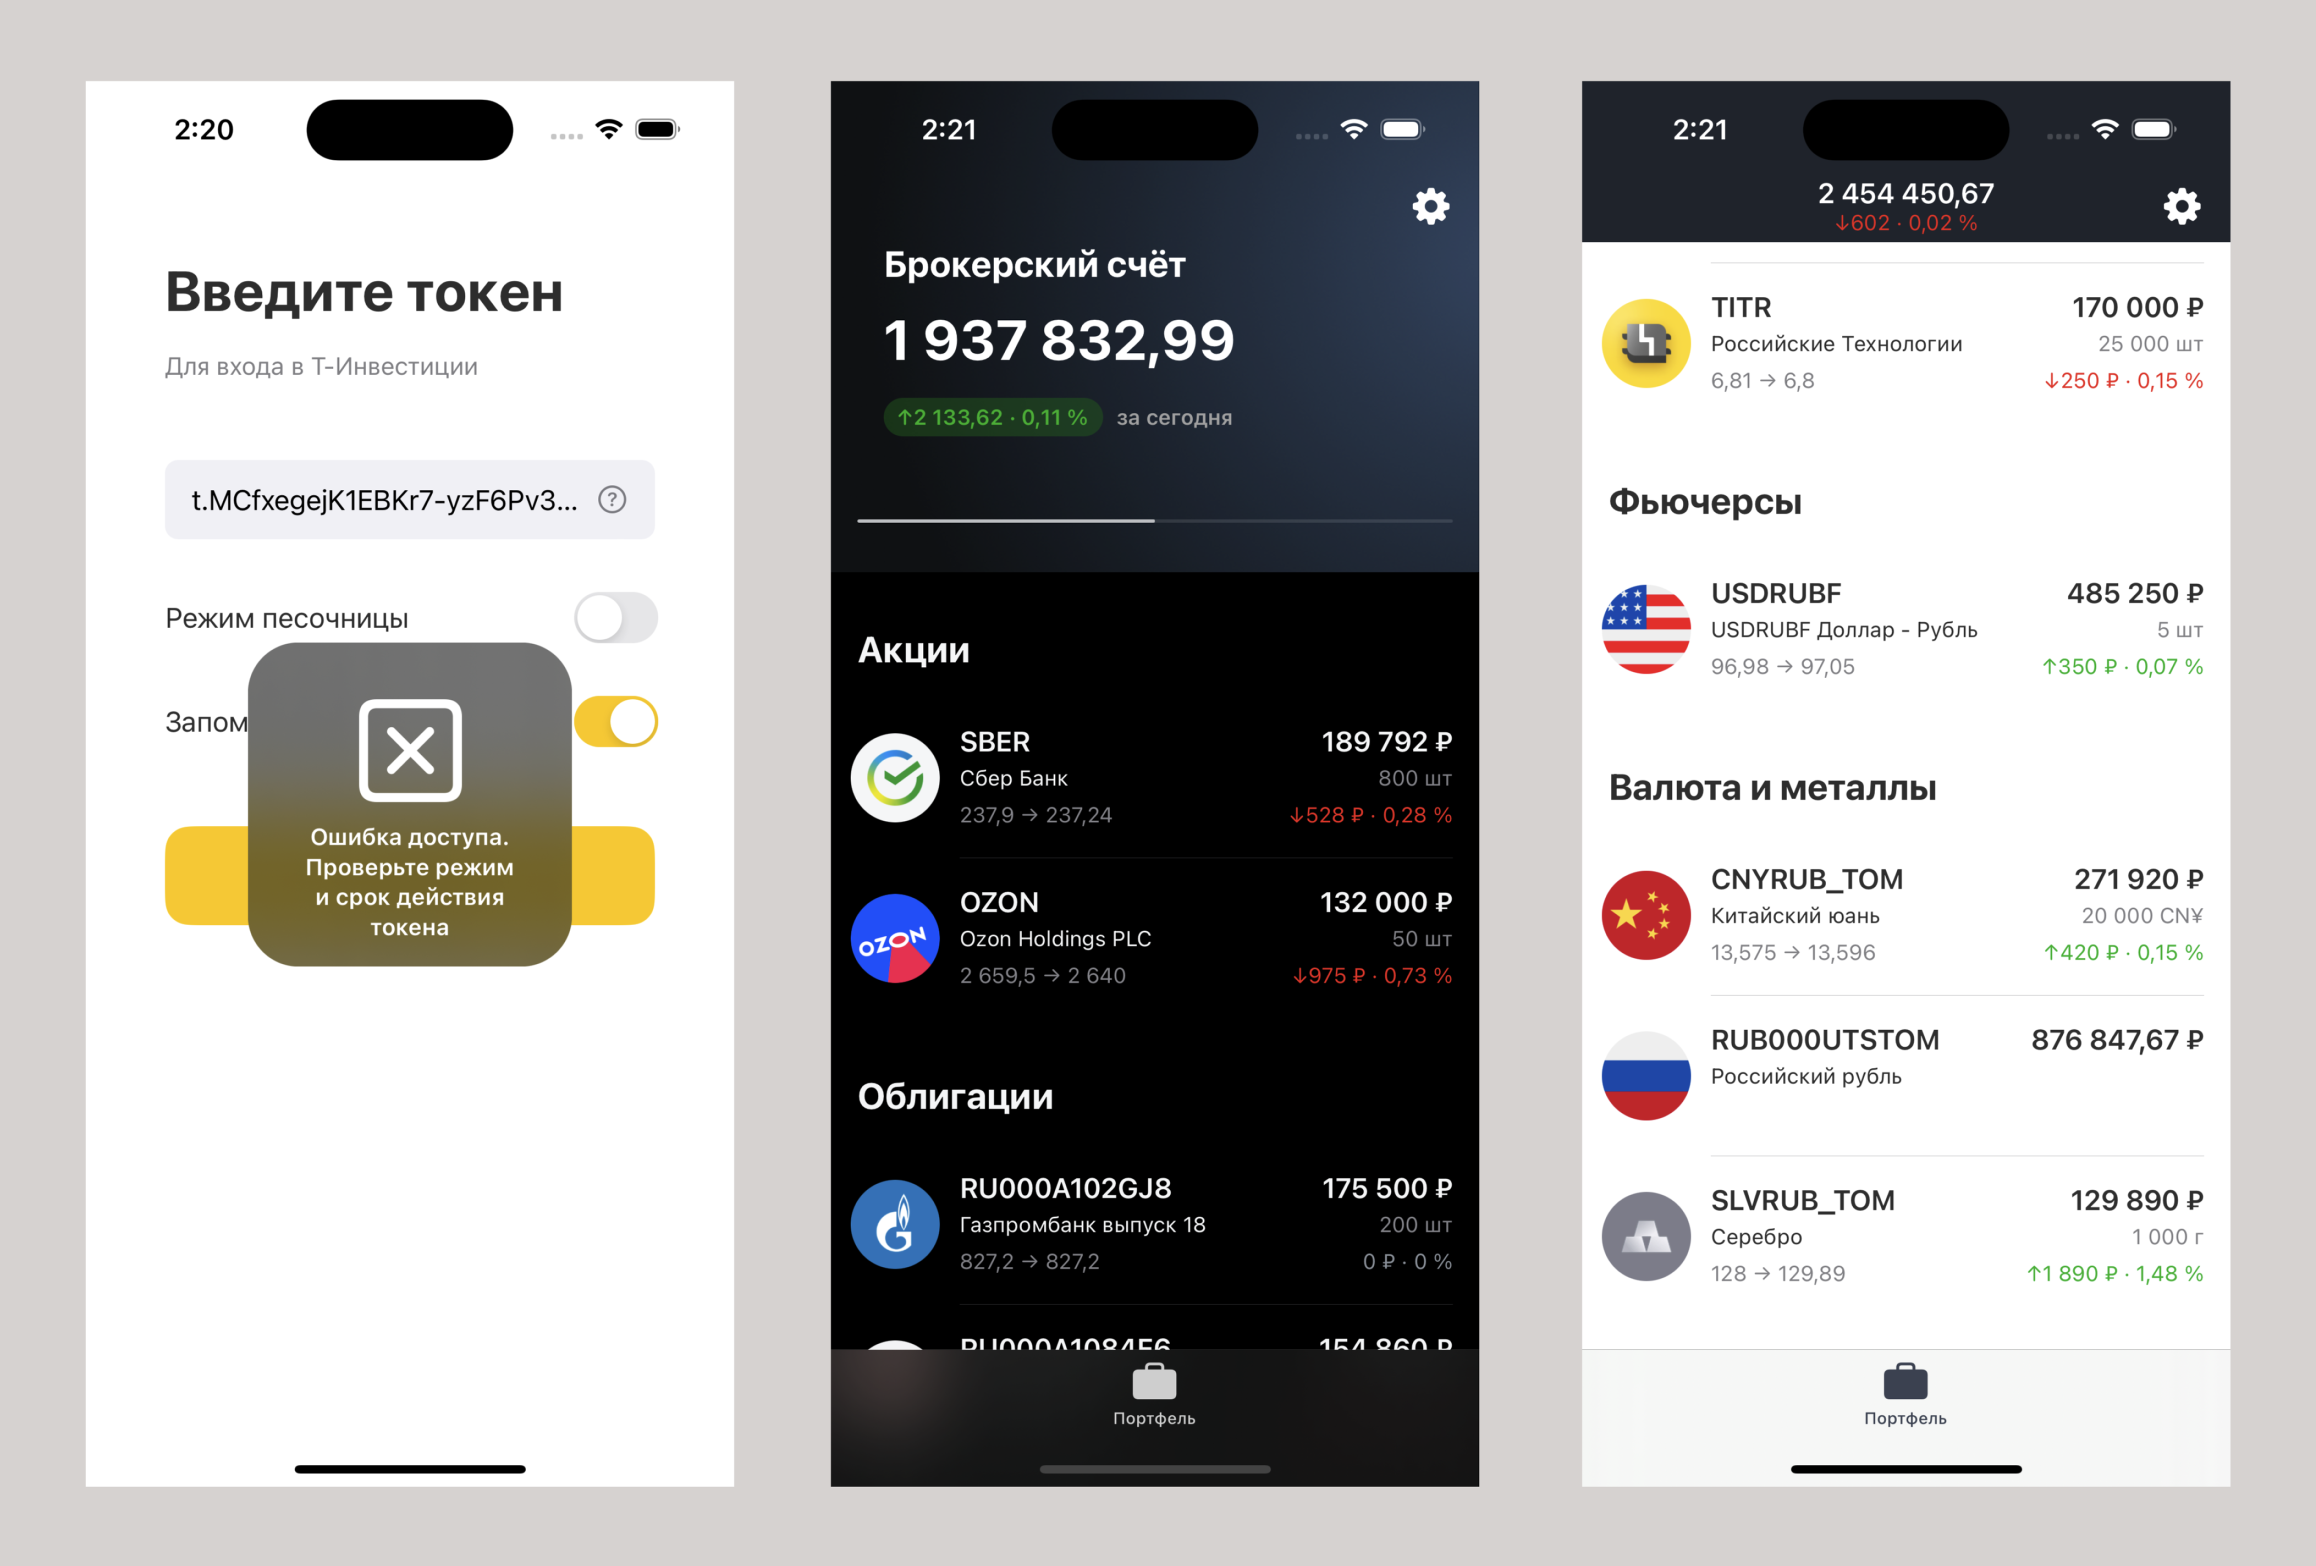 2:20
Введите токен
Для входа в Т-Инвестиции
t.MCfxegejK1EBKr7-yzF6Pv3...
Режим песочницы
Запом
Ошибка доступа.
Проверьте режим
и срок действия
токена
2:21
Брокерский счёт
1 937 832,99
↑2 133,62 · 0,11 % за сегодня
Акции
SBER 189 792 ₽
Сбер Банк 800 шт
237,9 → 237,24 ↓528 ₽ · 0,28 %
OZON
OZON 132 000 ₽
Ozon Holdings PLC 50 шт
2 659,5 → 2 640 ↓975 ₽ · 0,73 %
Облигации
RU000A102GJ8 175 500 ₽
Газпромбанк выпуск 18 200 шт
827,2 → 827,2 0 ₽ · 0 %
RU000A1084E6 154 860 ₽
Портфель
2:21
2 454 450,67
↓602 · 0,02 %
TITR 170 000 ₽
Российские Технологии 25 000 шт
6,81 → 6,8 ↓250 ₽ · 0,15 %
Фьючерсы
USDRUBF 485 250 ₽
USDRUBF Доллар - Рубль 5 шт
96,98 → 97,05 ↑350 ₽ · 0,07 %
Валюта и металлы
CNYRUB_TOM 271 920 ₽
Китайский юань 20 000 CN¥
13,575 → 13,596 ↑420 ₽ · 0,15 %
RUB000UTSTOM 876 847,67 ₽
Российский рубль
SLVRUB_TOM 129 890 ₽
Серебро 1 000 г
128 → 129,89 ↑1 890 ₽ · 1,48 %
Портфель